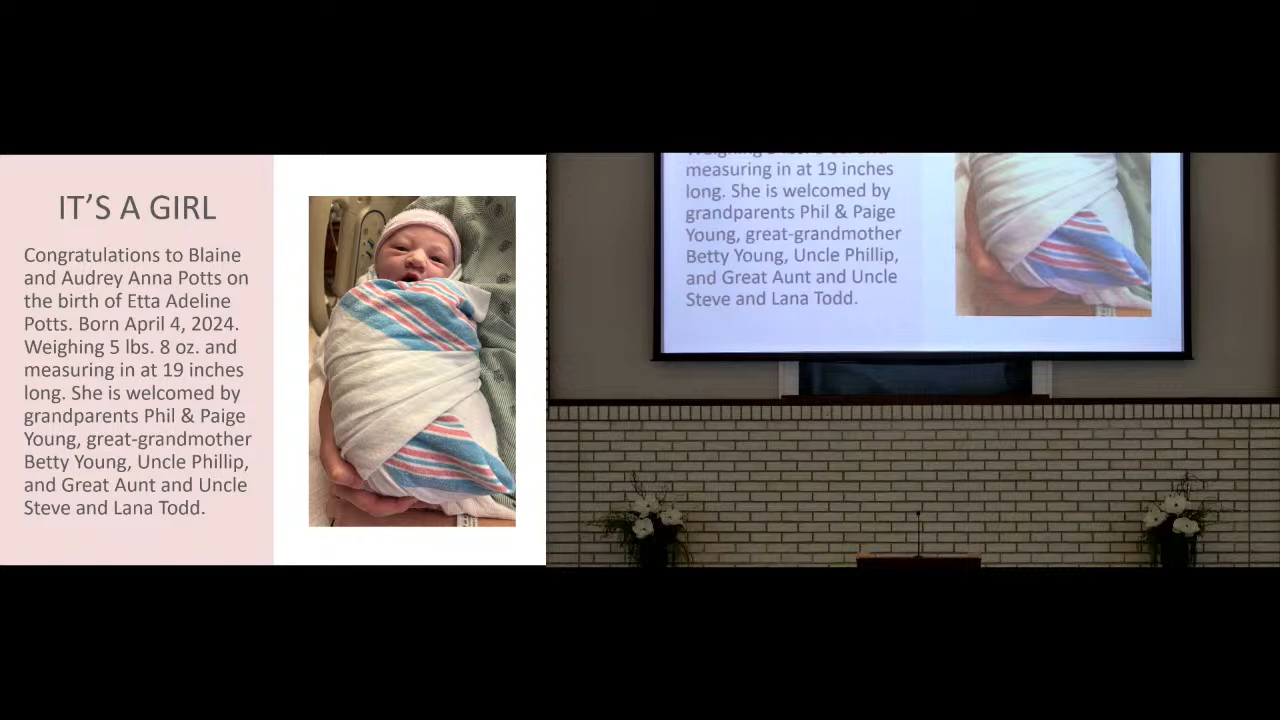 IT'S A GIRL
Congratulations to Blaine
and Audrey Anna Potts on
the birth of Etta Adeline
Potts. Born April 4, 2024.
Weighing 5 lbs. 8 oz. and
measuring in at 19 inches
long. She is welcomed by
grandparents Phil & Paige
Young, great-grandmother
Betty Young, Uncle Phillip,
and Great Aunt and Uncle
Steve and Lana Todd.
measuring in at 19 inches
long. She is welcomed by
grandparents Phil & Paige
Young, great-grandmother
Betty Young, Uncle Phillip,
and Great Aunt and Uncle
Steve and Lana Todd.